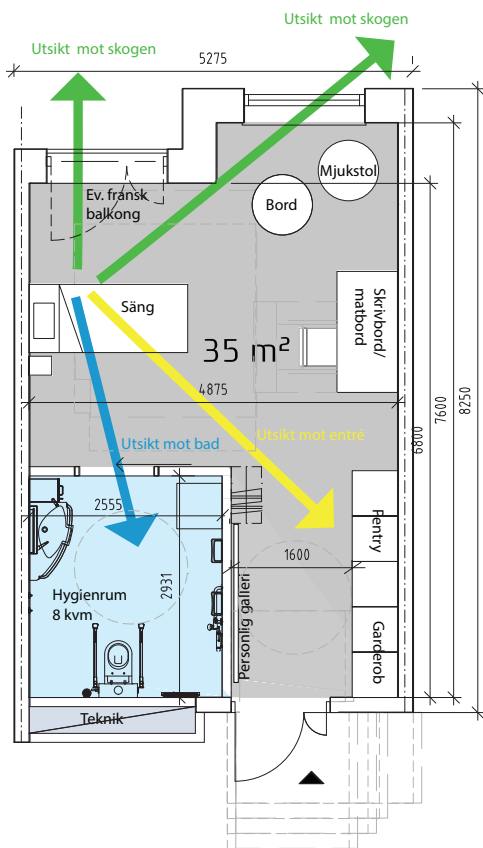 Utsikt mot skogen
Utsikt mot skogen
5275
Ev. fransk
balkong
Mjukstol
Bord
Säng
Skrivbord/
matbord
35 m²
4875
6800
7600
8250
Utsikt mot bad
Utsikt mot entré
2555
2931
1600
Hygienrum
8 kvm
Personlig galleri
Pentry
Garderob
Teknik